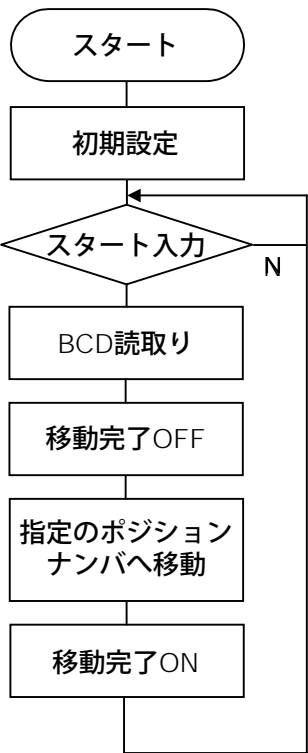 スタート
初期設定
スタート入力
N
BCD読取り
移動完了OFF
指定のポジション
ナンバへ移動
移動完了ON